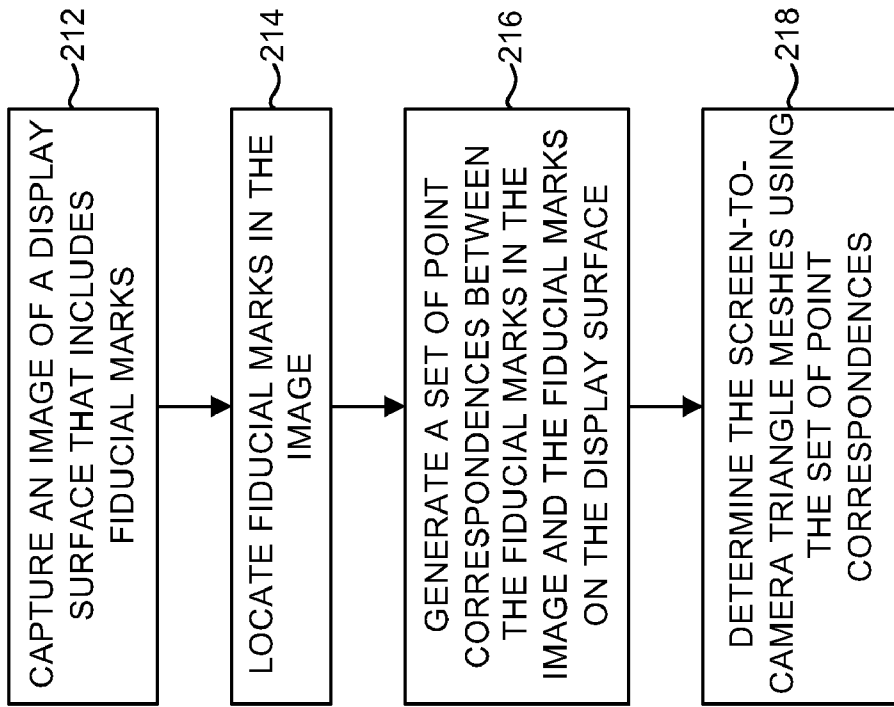 CAPTURE AN IMAGE OF A DISPLAY
SURFACE THAT INCLUDES
FIDUCIAL MARKS
212
LOCATE FIDUCIAL MARKS IN THE
IMAGE
214
GENERATE A SET OF POINT
CORRESPONDENCES BETWEEN
THE FIDUCIAL MARKS IN THE
IMAGE AND THE FIDUCIAL MARKS
ON THE DISPLAY SURFACE
216
DETERMINE THE SCREEN-TO-
CAMERA TRIANGLE MESHES USING
THE SET OF POINT
CORRESPONDENCES
218